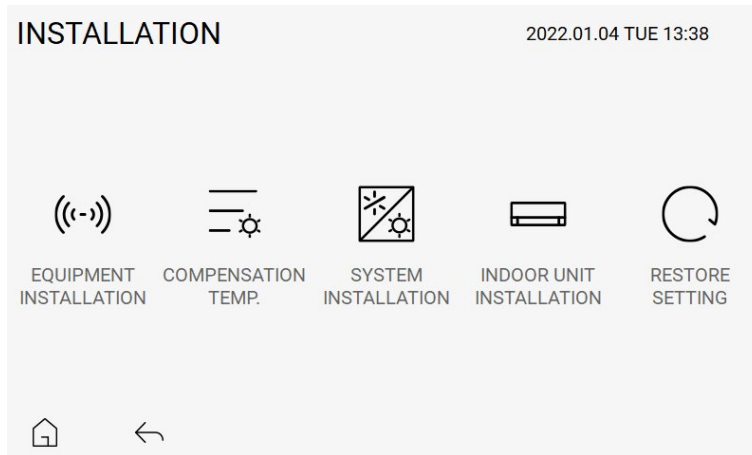 INSTALLATION
2022.01.04 TUE 13:38
EQUIPMENT
INSTALLATION
COMPENSATION
TEMP.
SYSTEM
INSTALLATION
INDOOR UNIT
INSTALLATION
RESTORE
SETTING